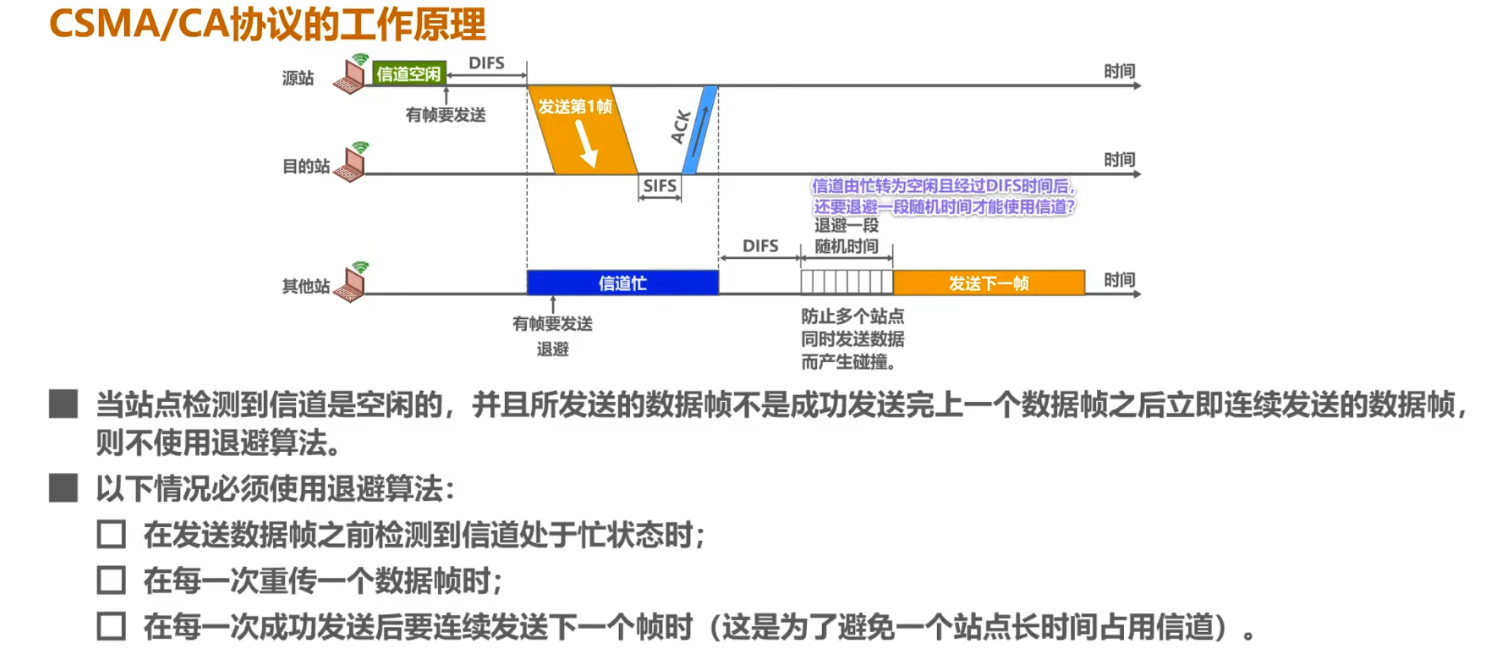 CSMA/CA协议的工作原理
源站
信道空闲
DIFS
时间
有帧要发送
发送第1帧
ACK
目的站
时间
SIFS
信道由忙转为空闲且经过DIFS时间后，
还要退避一段随机时间才能使用信道？
退避一段
随机时间
DIFS
其他站
信道忙
发送下一帧
时间
有帧要发送
退避
防止多个站点
同时发送数据
而产生碰撞。
当站点检测到信道是空闲的，并且所发送的数据帧不是成功发送完上一个数据帧之后立即连续发送的数据帧，
则不使用退避算法。
以下情况必须使用退避算法：
在发送数据帧之前检测到信道处于忙状态时；
在每一次重传一个数据帧时；
在每一次成功发送后要连续发送下一个帧时（这是为了避免一个站点长时间占用信道）。